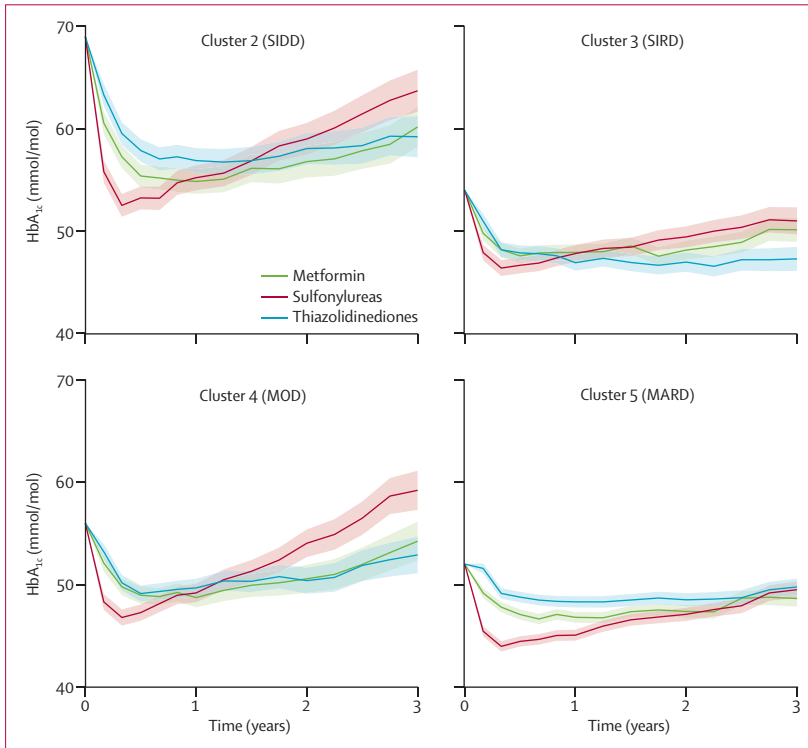 Cluster 2 (SIDD)
Cluster 3 (SIRD)
70
60
50
40
HbA1c (mmol/mol)
Metformin
Sulfonylureas
Thiazolidinediones
Cluster 4 (MOD)
Cluster 5 (MARD)
70
60
50
40
HbA1c (mmol/mol)
0 1 2 3
Time (years)
0 1 2 3
Time (years)